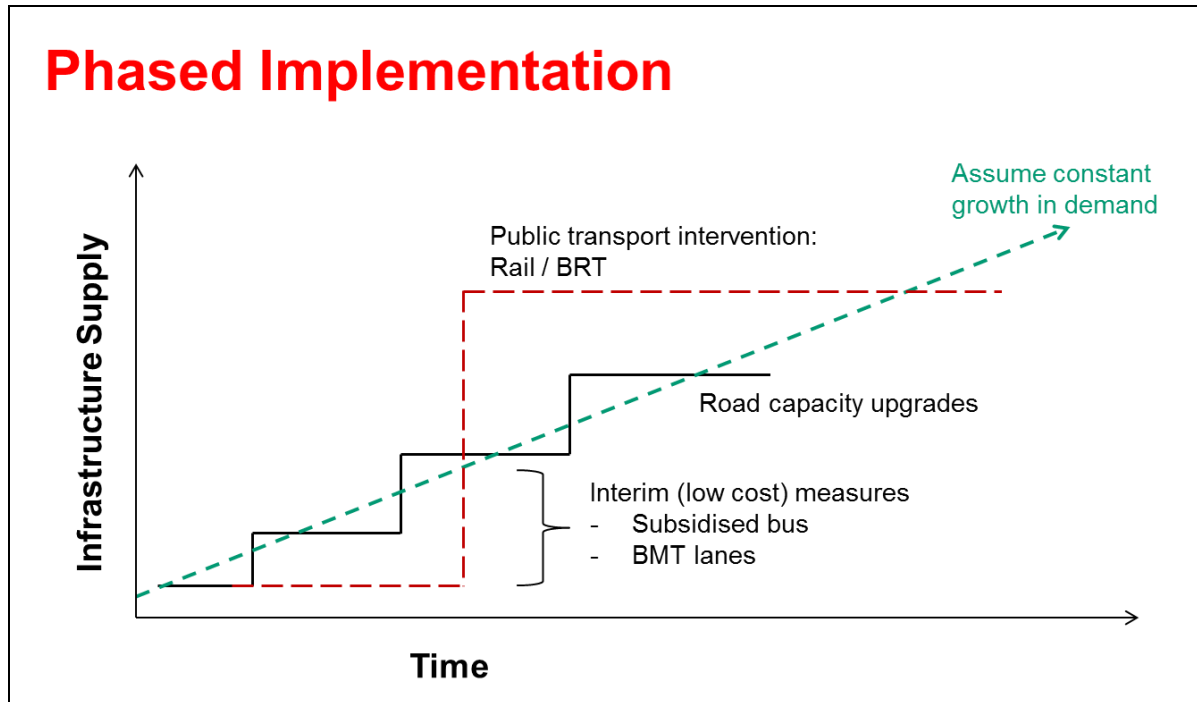 Phased Implementation
Assume constant
growth in demand
Public transport intervention:
Rail / BRT
Infrastructure Supply
Road capacity upgrades
Interim (low cost) measures
- Subsidised bus
- BMT lanes
Time